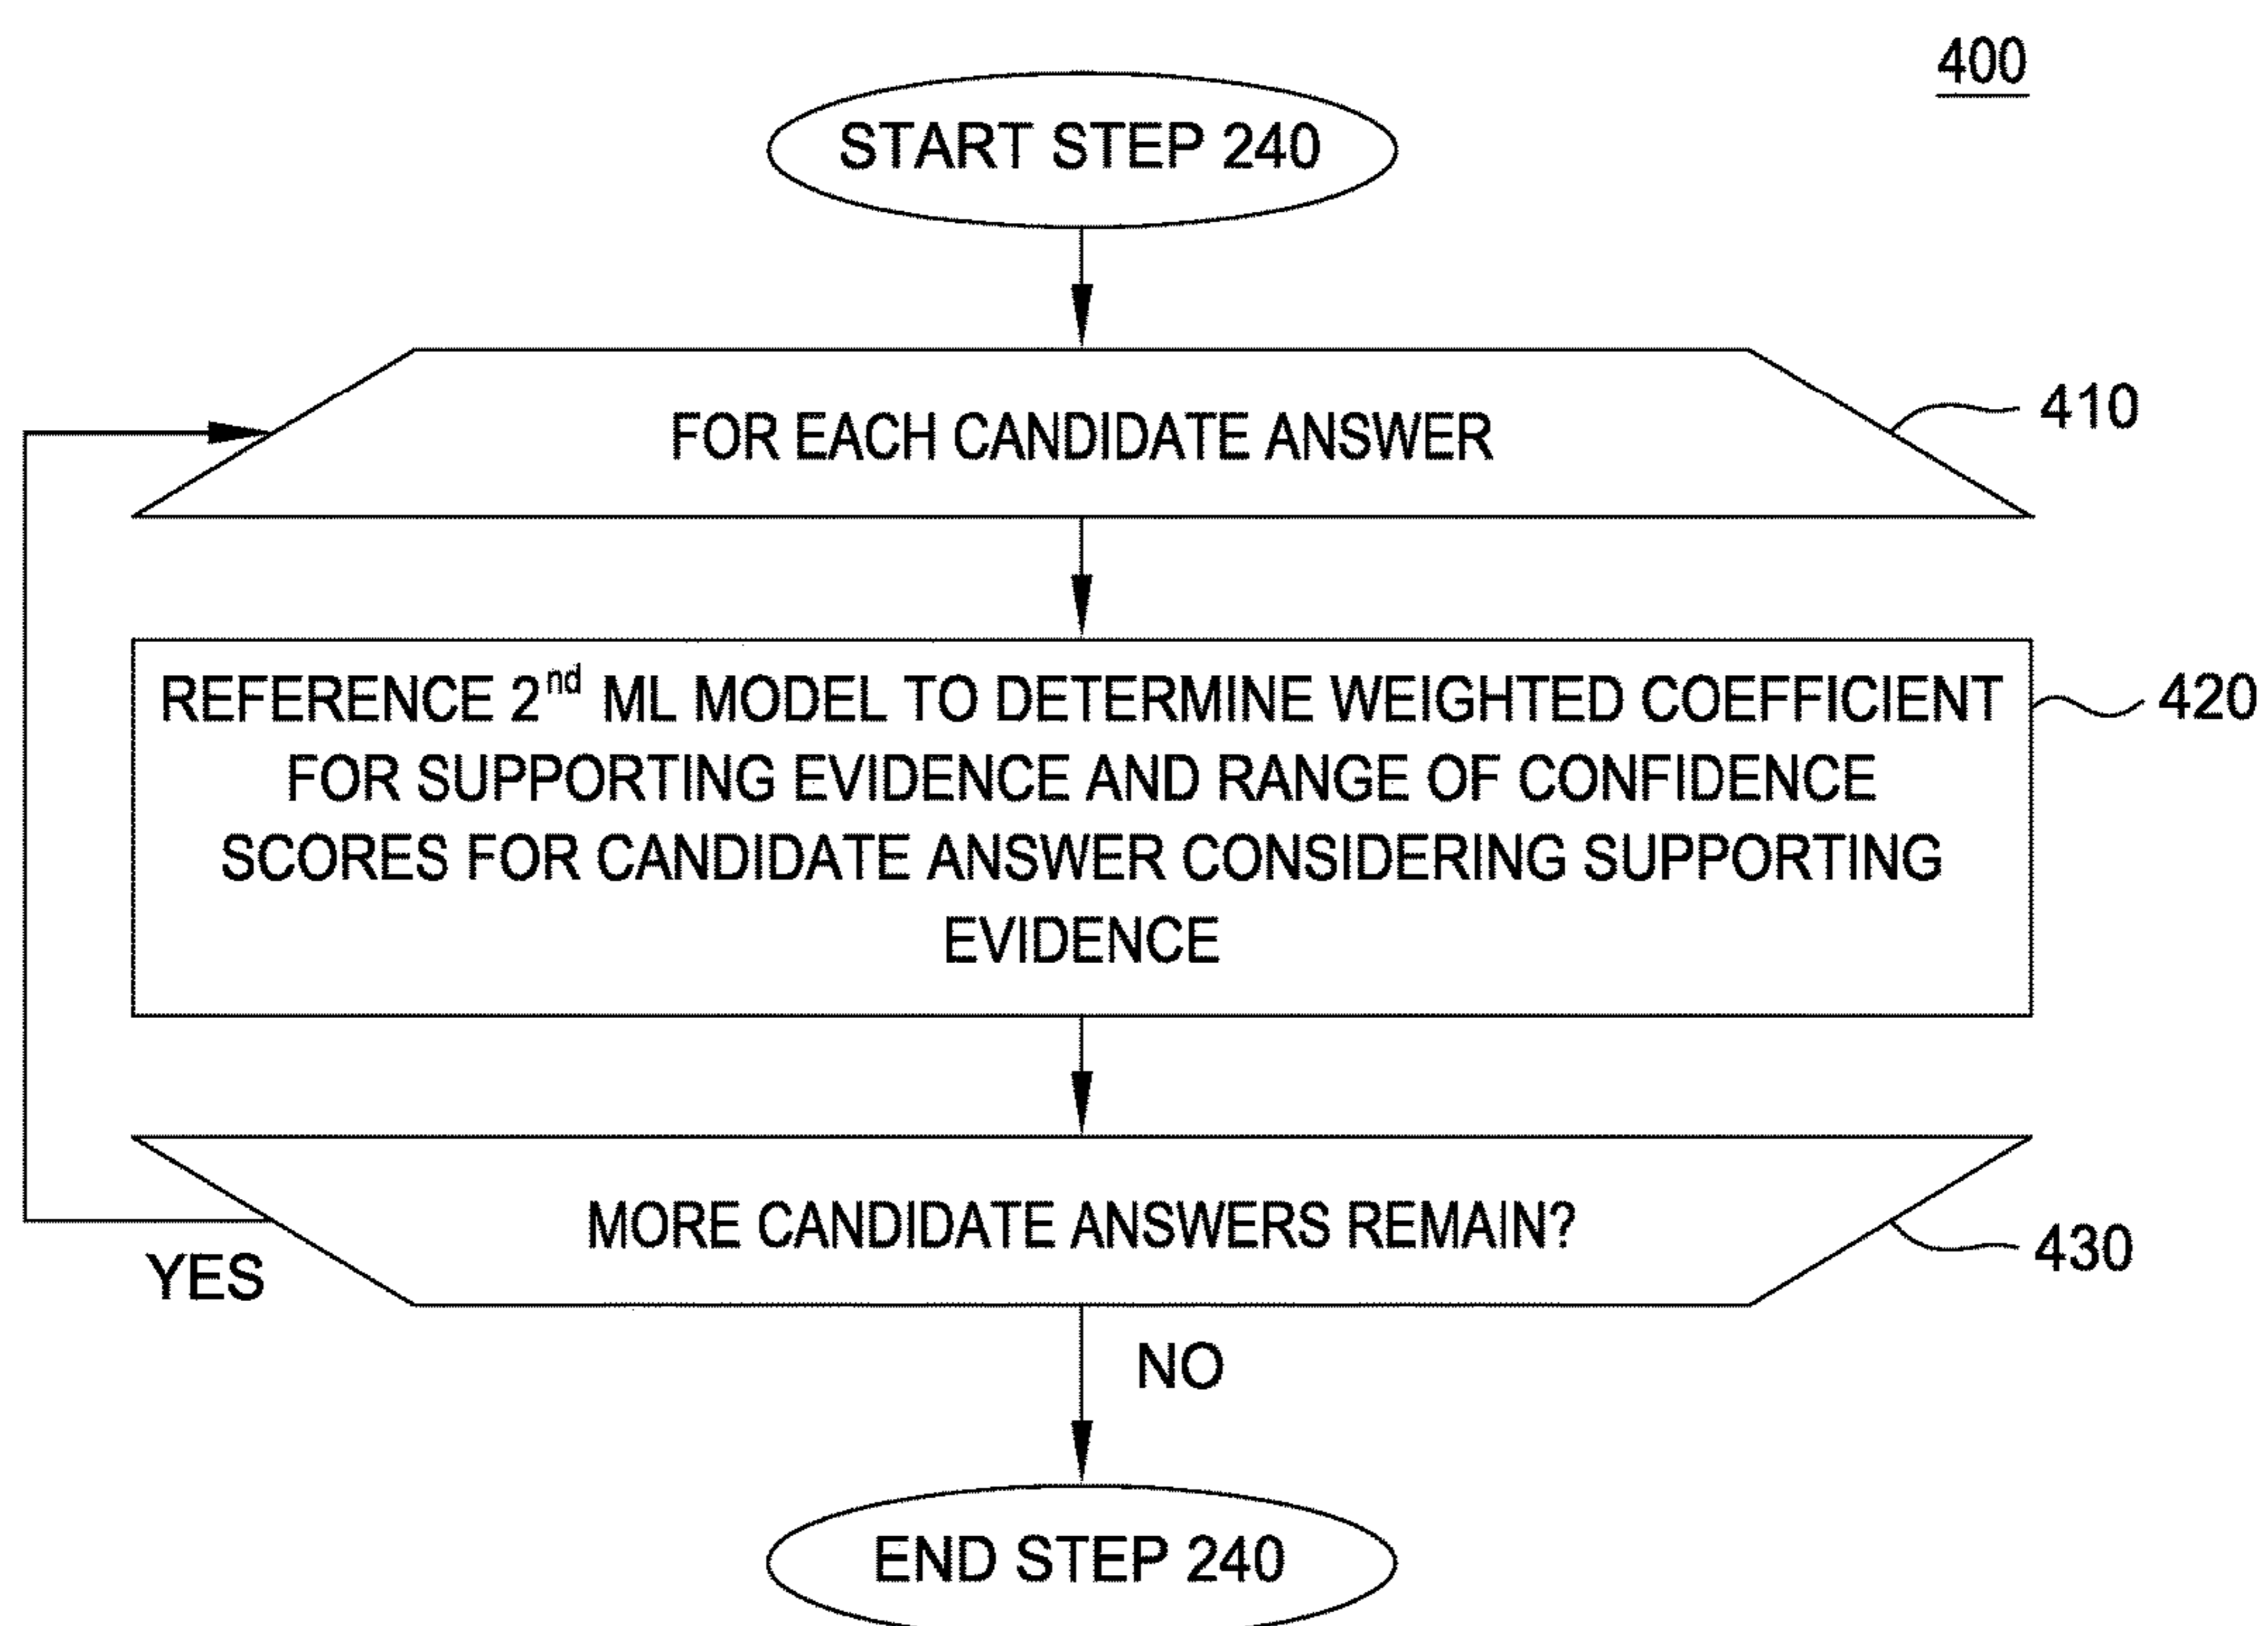 400
START STEP 240
FOR EACH CANDIDATE ANSWER
410
REFERENCE 2nd ML MODEL TO DETERMINE WEIGHTED COEFFICIENT
420
FOR SUPPORTING EVIDENCE AND RANGE OF CONFIDENCE
SCORES FOR CANDIDATE ANSWER CONSIDERING SUPPORTING
EVIDENCE
MORE CANDIDATE ANSWERS REMAIN?
430
YES
NO
END STEP 240